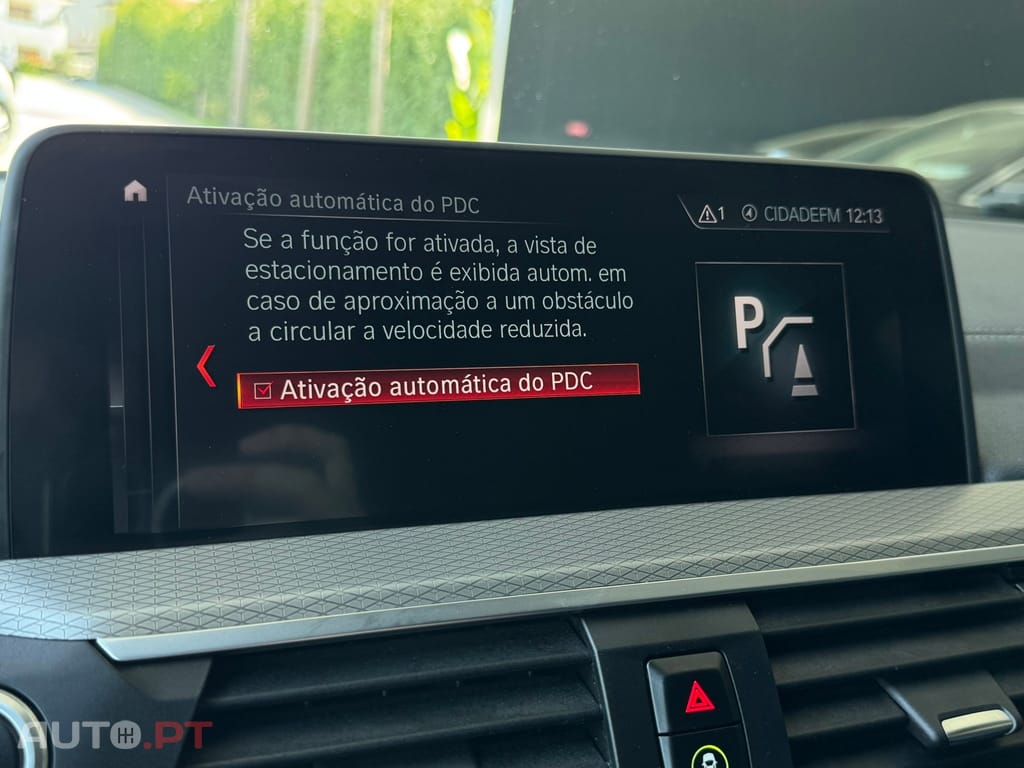 Ativação automática do PDC
1 CIDADEFM 12:13
Se a função for ativada, a vista de
estacionamento é exibida autom. em
caso de aproximação a um obstáculo
a circular a velocidade reduzida.
Ativação automática do PDC
P
AUTO.PT